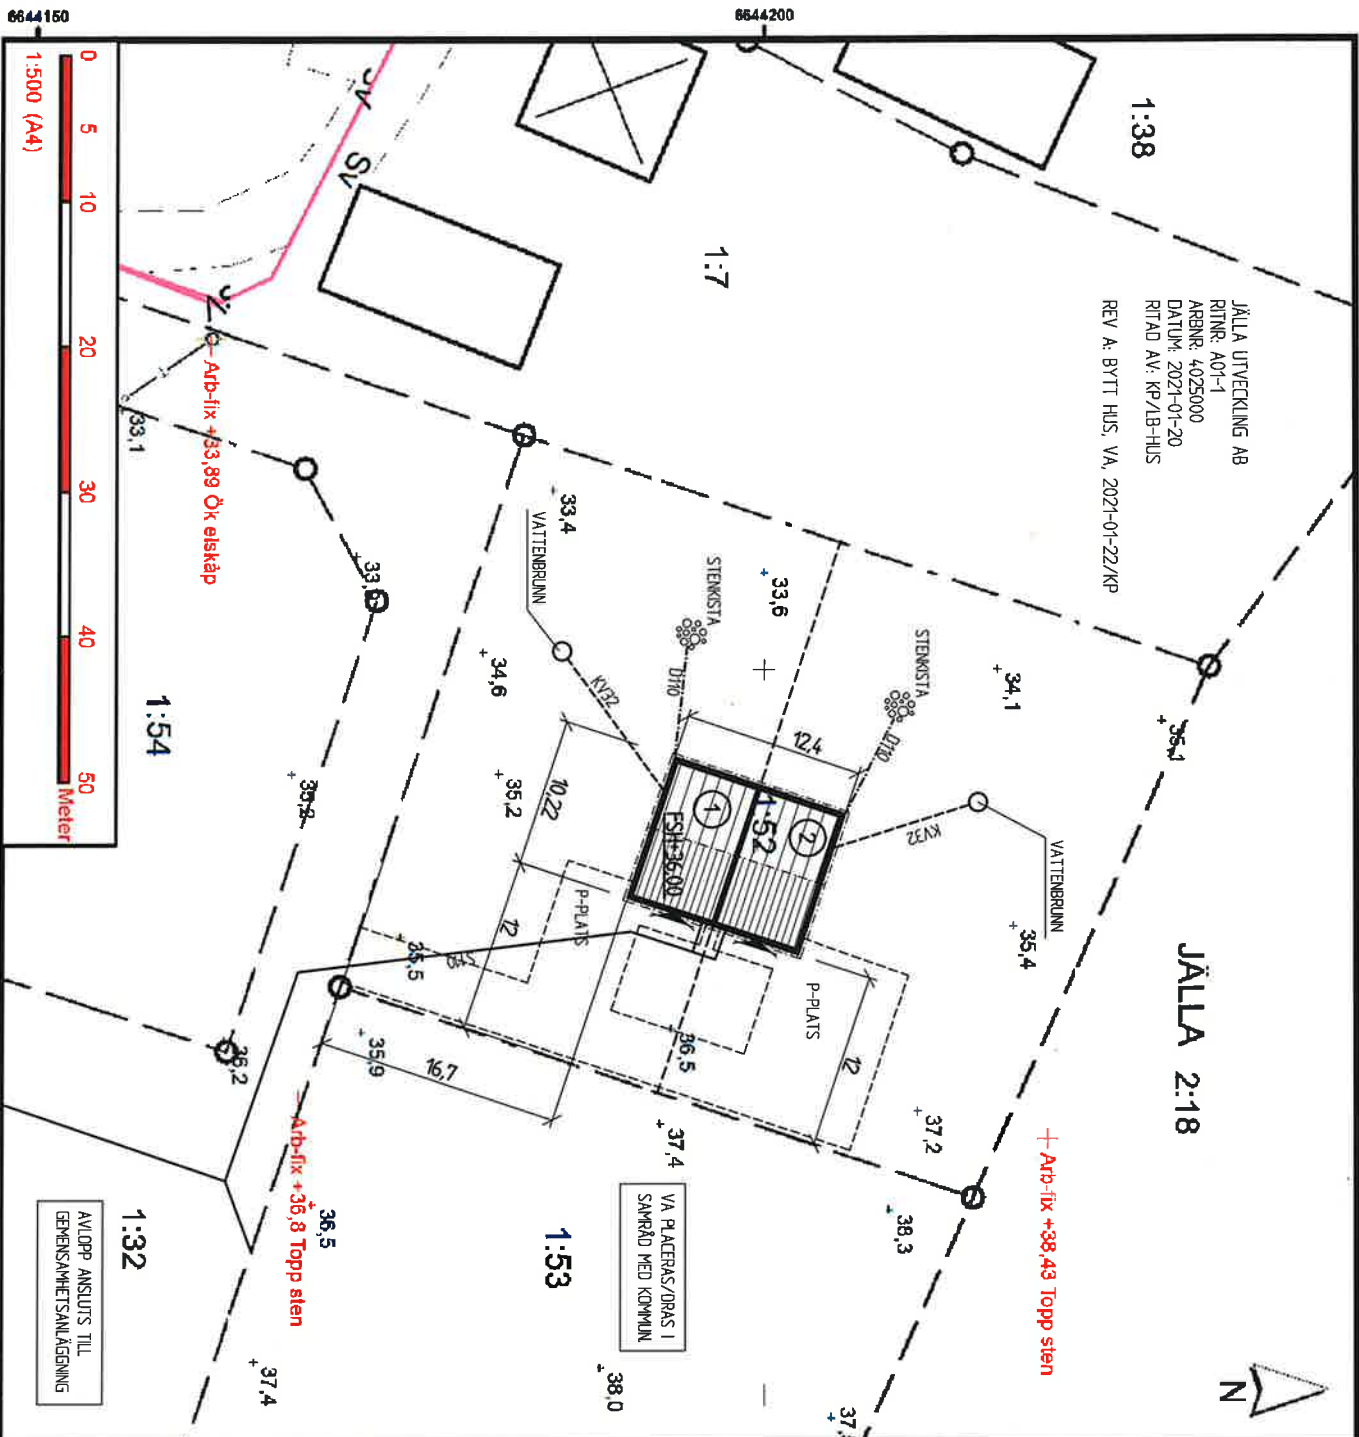 6644150
6644200
0 5 10 20 30 40 50 Meter
1:500 (A4)
JÄLLA UTVECKLING AB
RITNR: A01-1
ARBNR: 4025000
DATUM: 2021-01-20
RITAD AV: KP/LB-HUS
REV A: BYTT HUS, VA, 2021-01-22/KP
1:38
1:7
JÄLLA 2:18
N
STENKISTA
STENKISTA
D110
D110
VATTENBRUNN
VATTENBRUNN
KV32
KV32
34,1
35,1
33,6
33,4
34,6
35,2
35,4
12,4
10,22
12
12
16,7
1
2
1:52
FSH+36,00
P-PLATS
P-PLATS
35,5
36,5
35,9
37,2
37,4
38,3
38,0
36,5
37,4
36,2
33,1
Arb-fix +33,89 Ök elskåp
Arb-fix +36,8 Topp sten
Arb-fix +38,43 Topp sten
1:54
1:53
1:32
VA PLACERAS/DRAS I
SAMRÅD MED KOMMUN.
AVLOPP ANSLUTS TILL
GEMENSAMHETSANLÄGGNING